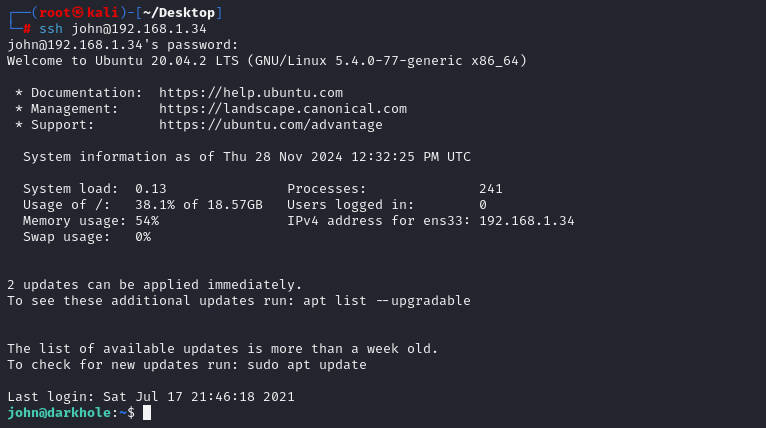 ┌──(root㉿kali)-[~/Desktop]
└─# ssh john@192.168.1.34
john@192.168.1.34's password:
Welcome to Ubuntu 20.04.2 LTS (GNU/Linux 5.4.0-77-generic x86_64)
* Documentation:  https://help.ubuntu.com
* Management:     https://landscape.canonical.com
* Support:        https://ubuntu.com/advantage
System information as of Thu 28 Nov 2024 12:32:25 PM UTC
System load:  0.13               Processes:              241
Usage of /:   38.1% of 18.57GB   Users logged in:        0
Memory usage: 54%                IPv4 address for ens33: 192.168.1.34
Swap usage:   0%
2 updates can be applied immediately.
To see these additional updates run: apt list --upgradable
The list of available updates is more than a week old.
To check for new updates run: sudo apt update
Last login: Sat Jul 17 21:46:18 2021
john@darkhole:~$